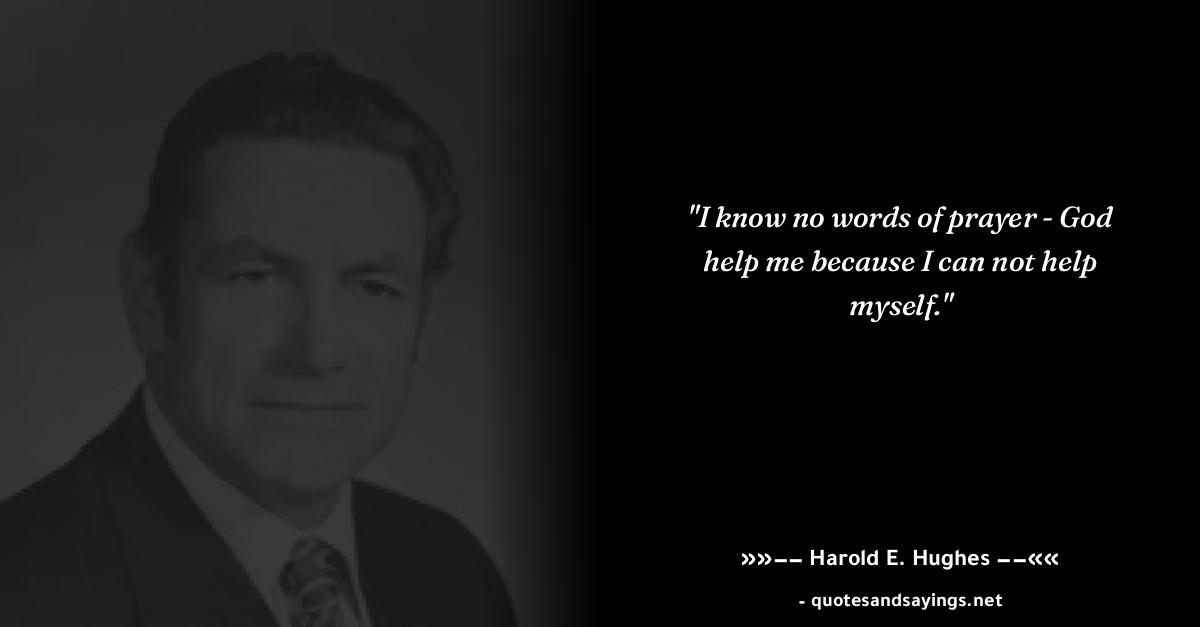 "I know no words of prayer - God
help me because I can not help
myself."
»»−− Harold E. Hughes −−««
- quotesandsayings.net